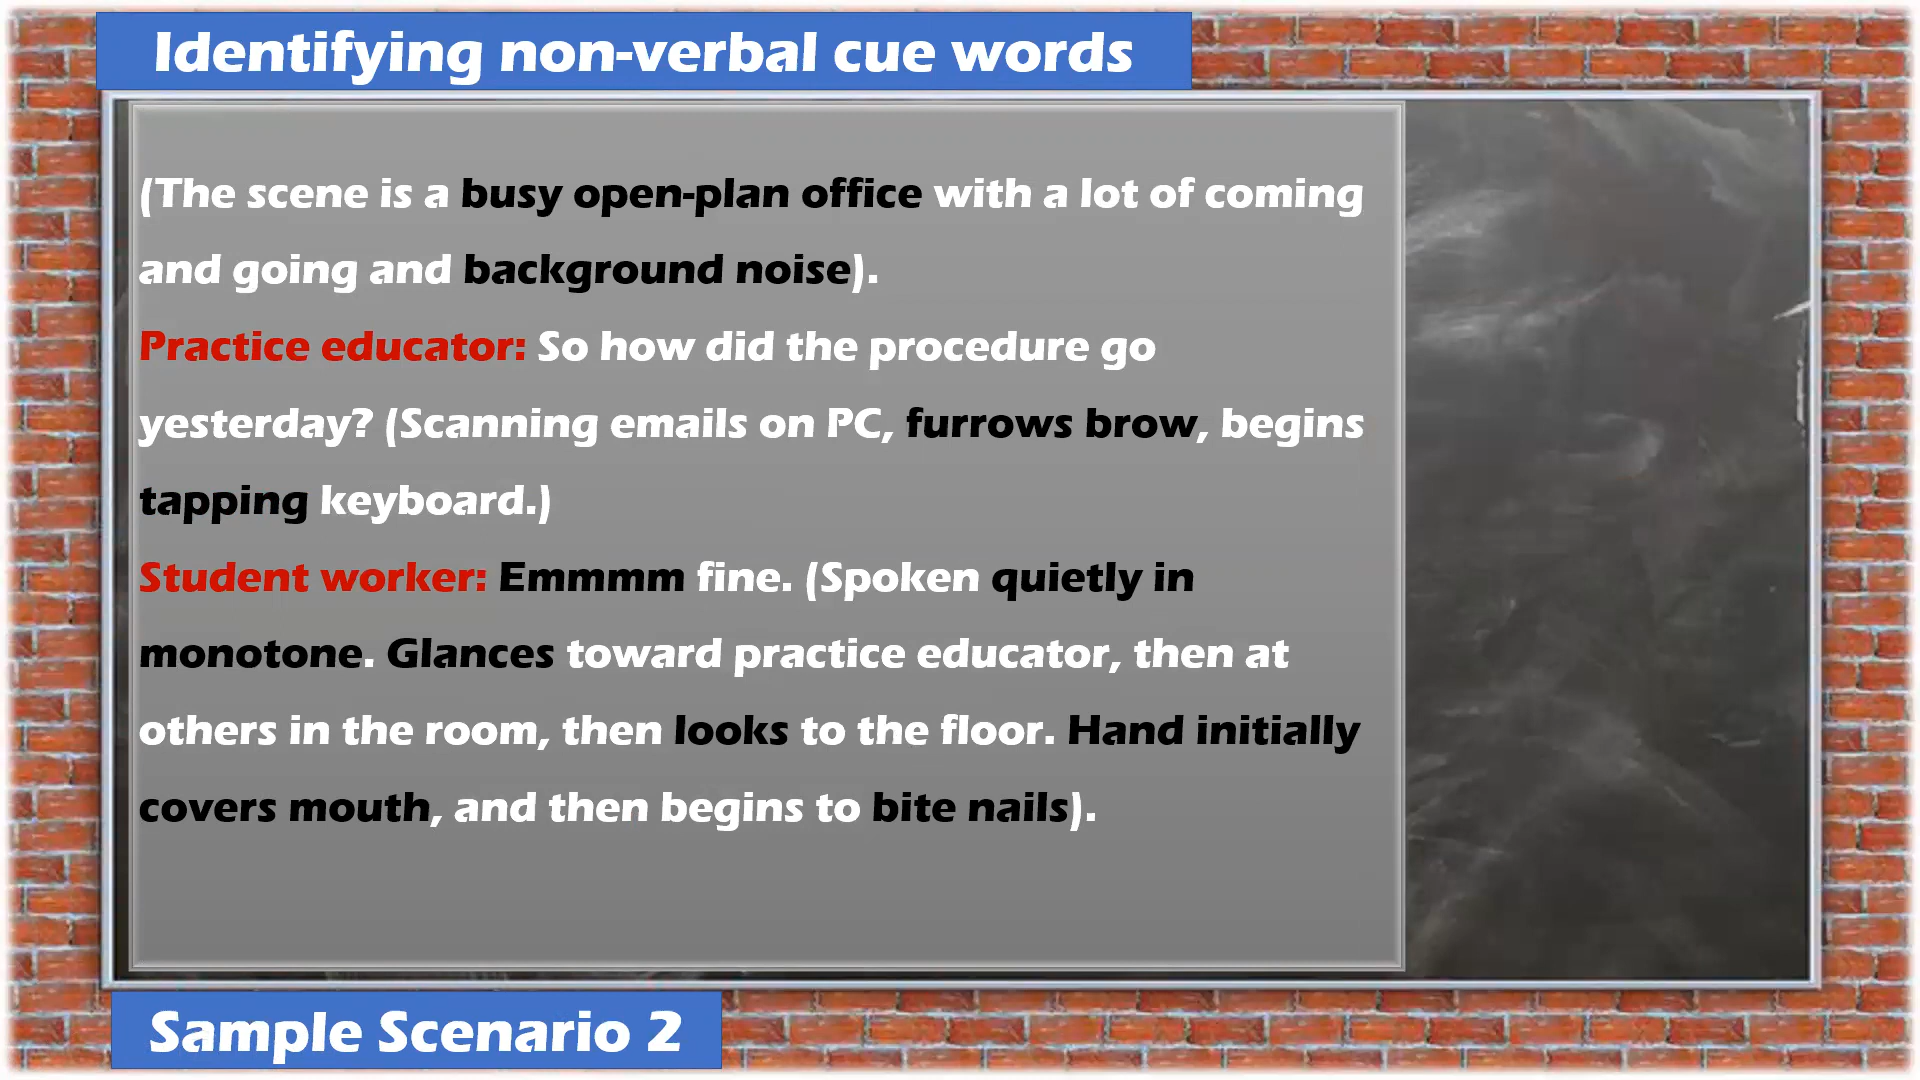 Identifying non-verbal cue words
(The scene is a busy open-plan office with a lot of coming
and going and background noise).
Practice educator: So how did the procedure go
yesterday? (Scanning emails on PC, furrows brow, begins
tapping keyboard.)
Student worker: Emmmm fine. (Spoken quietly in
monotone. Glances toward practice educator, then at
others in the room, then looks to the floor. Hand initially
covers mouth, and then begins to bite nails).
Sample Scenario 2